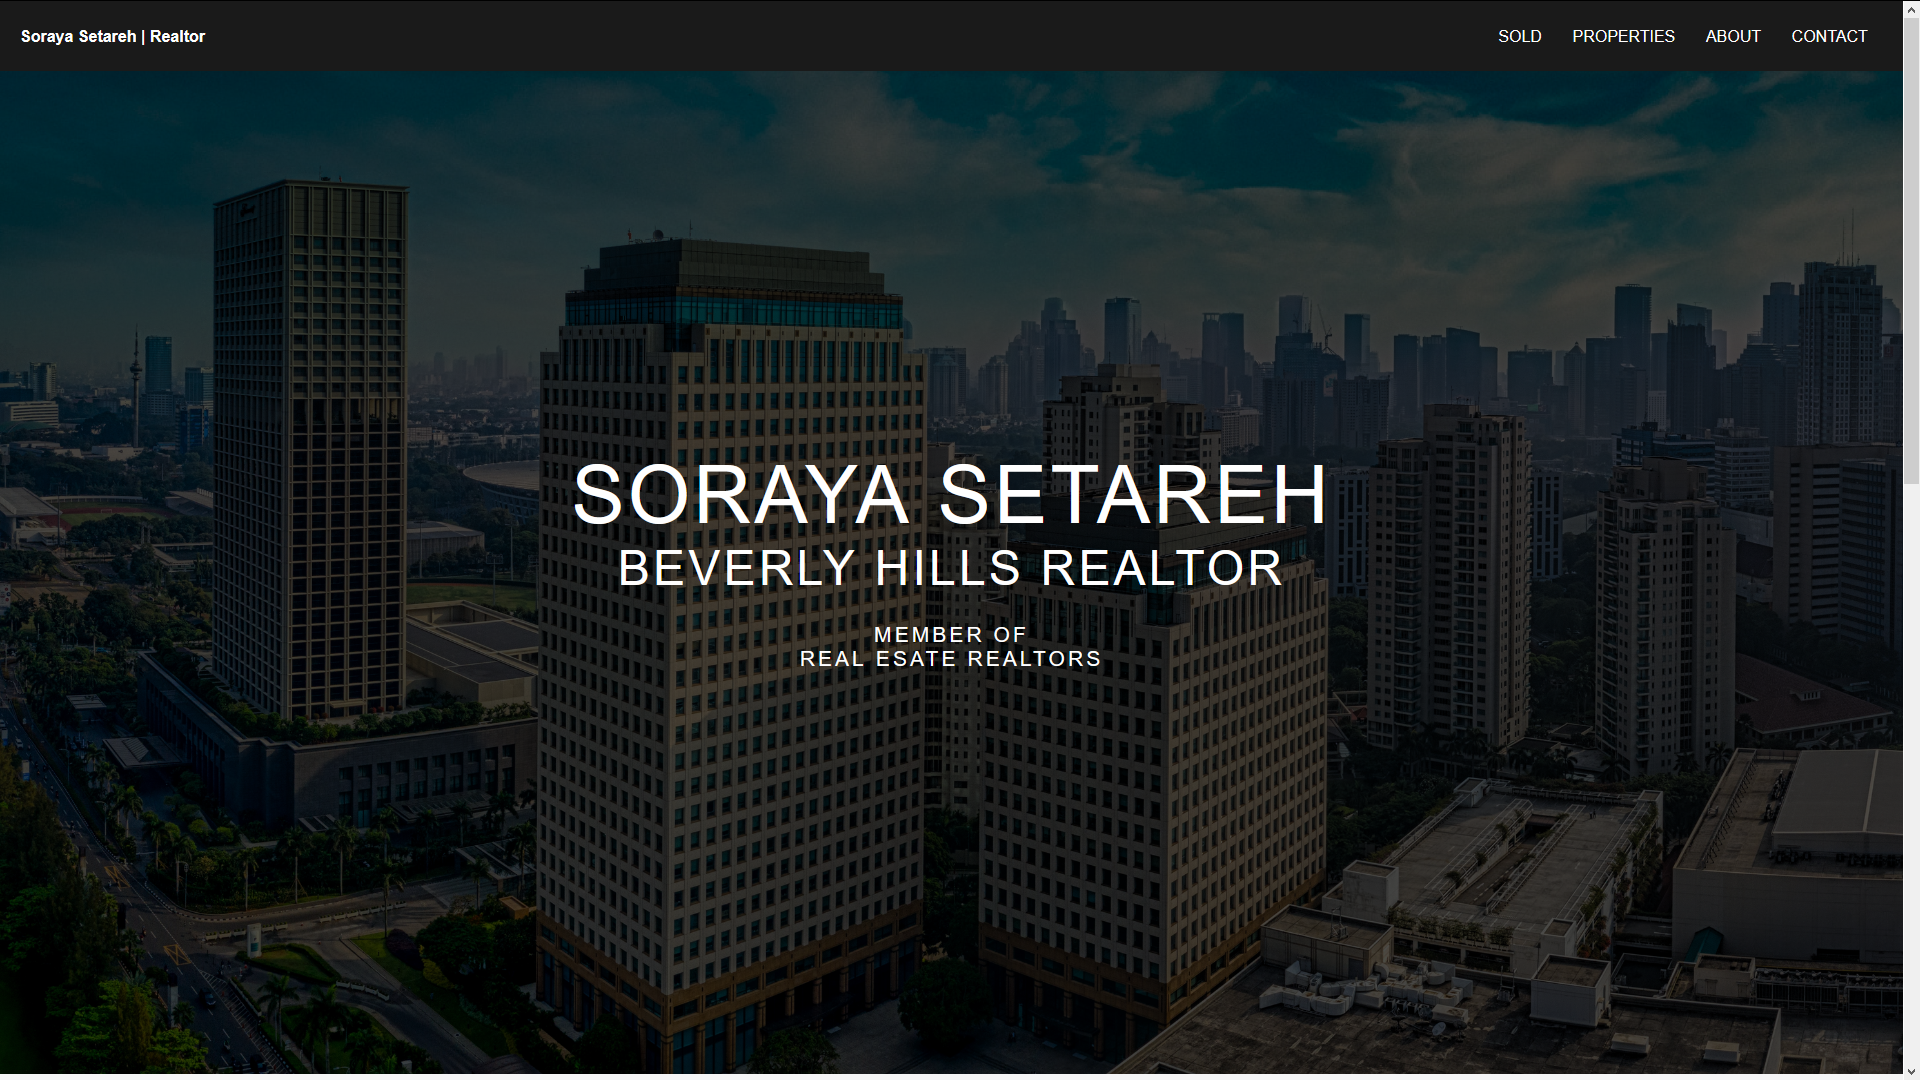 Soraya Setareh | Realtor
SOLD PROPERTIES ABOUT CONTACT
SORAYA SETAREH
BEVERLY HILLS REALTOR
MEMBER OF
REAL ESATE REALTORS